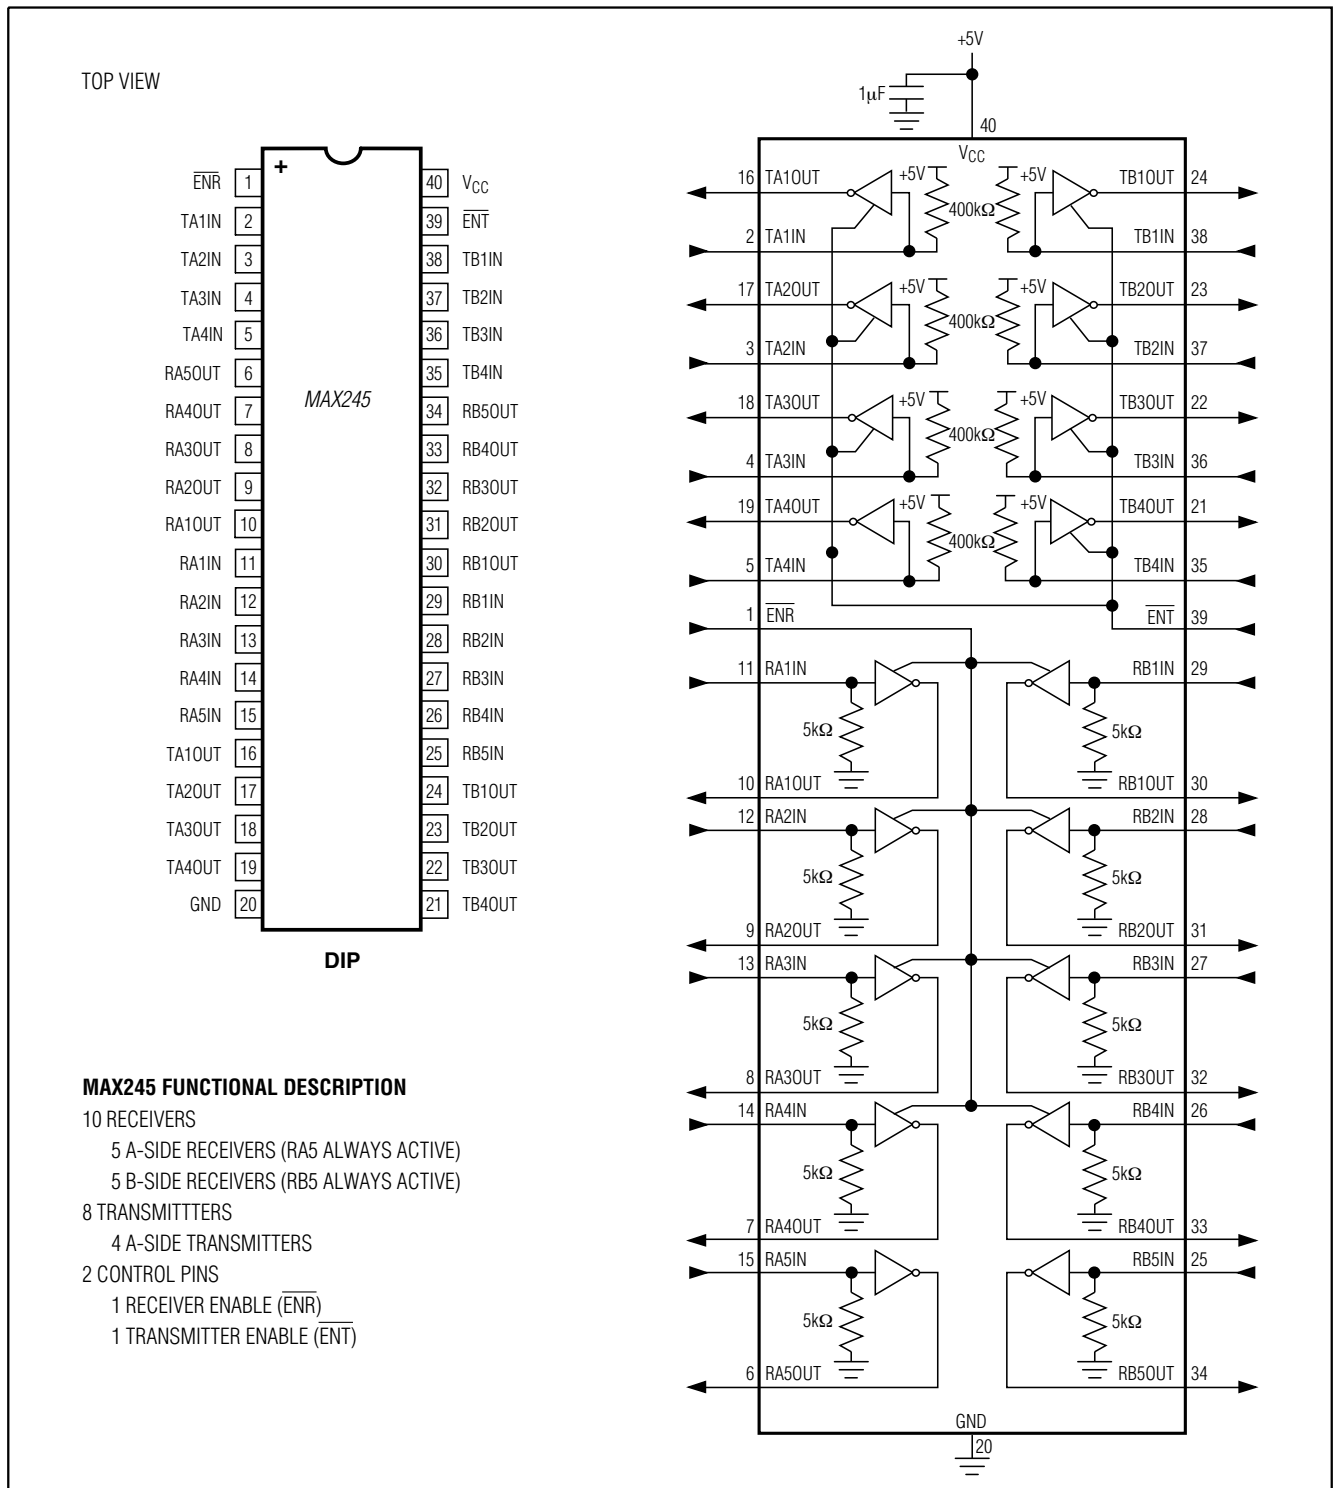 TOP VIEW
+
MAX245
ENR 1
TA1IN 2
TA2IN 3
TA3IN 4
TA4IN 5
RA5OUT 6
RA4OUT 7
RA3OUT 8
RA2OUT 9
RA1OUT 10
RA1IN 11
RA2IN 12
RA3IN 13
RA4IN 14
RA5IN 15
TA1OUT 16
TA2OUT 17
TA3OUT 18
TA4OUT 19
GND 20
40 VCC
39 ENT
38 TB1IN
37 TB2IN
36 TB3IN
35 TB4IN
34 RB5OUT
33 RB4OUT
32 RB3OUT
31 RB2OUT
30 RB1OUT
29 RB1IN
28 RB2IN
27 RB3IN
26 RB4IN
25 RB5IN
24 TB1OUT
23 TB2OUT
22 TB3OUT
21 TB4OUT
DIP
MAX245 FUNCTIONAL DESCRIPTION
10 RECEIVERS
5 A-SIDE RECEIVERS (RA5 ALWAYS ACTIVE)
5 B-SIDE RECEIVERS (RB5 ALWAYS ACTIVE)
8 TRANSMITTTERS
4 A-SIDE TRANSMITTERS
2 CONTROL PINS
1 RECEIVER ENABLE (ENR)
1 TRANSMITTER ENABLE (ENT)
+5V
1μF
40
VCC
16 TA1OUT +5V +5V TB1OUT 24
400kΩ
2 TA1IN TB1IN 38
17 TA2OUT +5V +5V TB2OUT 23
400kΩ
3 TA2IN TB2IN 37
18 TA3OUT +5V +5V TB3OUT 22
400kΩ
4 TA3IN TB3IN 36
19 TA4OUT +5V +5V TB4OUT 21
400kΩ
5 TA4IN TB4IN 35
1 ENR ENT 39
11 RA1IN RB1IN 29
5kΩ 5kΩ
10 RA1OUT RB1OUT 30
12 RA2IN RB2IN 28
5kΩ 5kΩ
9 RA2OUT RB2OUT 31
13 RA3IN RB3IN 27
5kΩ 5kΩ
8 RA3OUT RB3OUT 32
14 RA4IN RB4IN 26
5kΩ 5kΩ
7 RA4OUT RB4OUT 33
15 RA5IN RB5IN 25
5kΩ 5kΩ
6 RA5OUT RB5OUT 34
GND
20